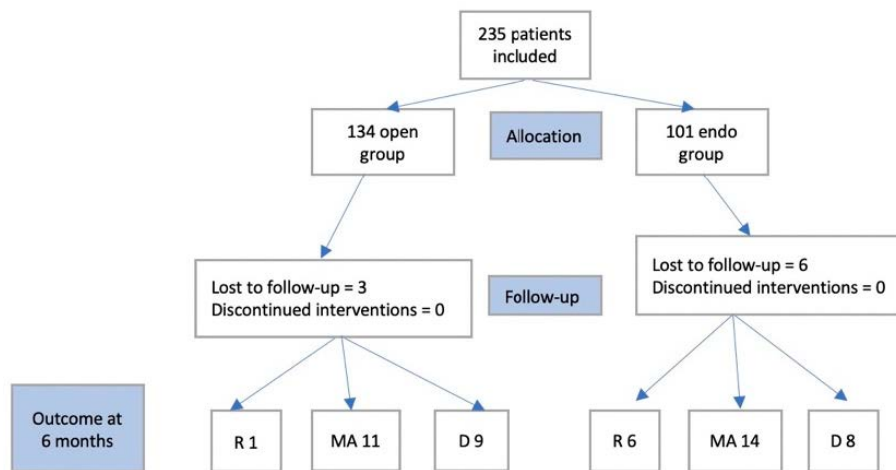 235 patients
included
134 open
group
Allocation
101 endo
group
Lost to follow-up = 3
Discontinued interventions = 0
Follow-up
Lost to follow-up = 6
Discontinued interventions = 0
Outcome at
6 months
R 1
MA 11
D 9
R 6
MA 14
D 8